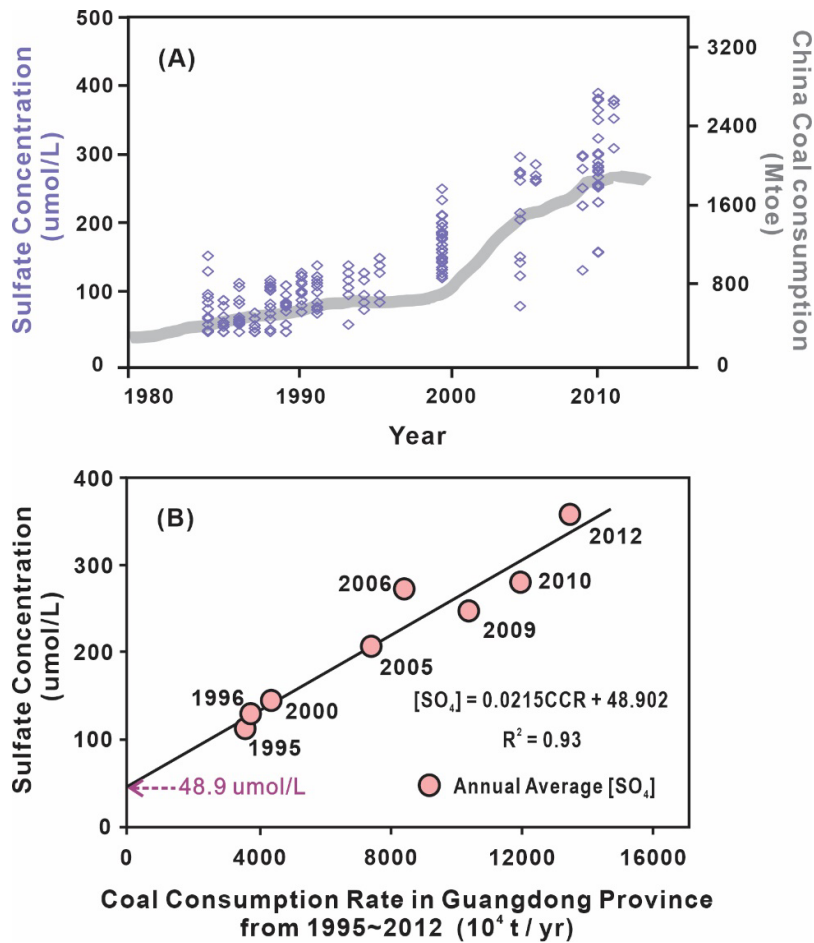 500
400
300
200
100
0
Sulfate Concentration
(umol/L)
(A)
3200
2400
1600
800
0
China Coal consumption
(Mtoe)
1980
1990
2000
2010
Year
400
300
200
100
0
Sulfate Concentration
(umol/L)
(B)
2012
2006
2010
2009
2005
1996
2000
1995
[SO₄] = 0.0215CCR + 48.902
R² = 0.93
48.9 umol/L
Annual Average [SO₄]
0
4000
8000
12000
16000
Coal Consumption Rate in Guangdong Province
from 1995~2012 (10⁴ t / yr)